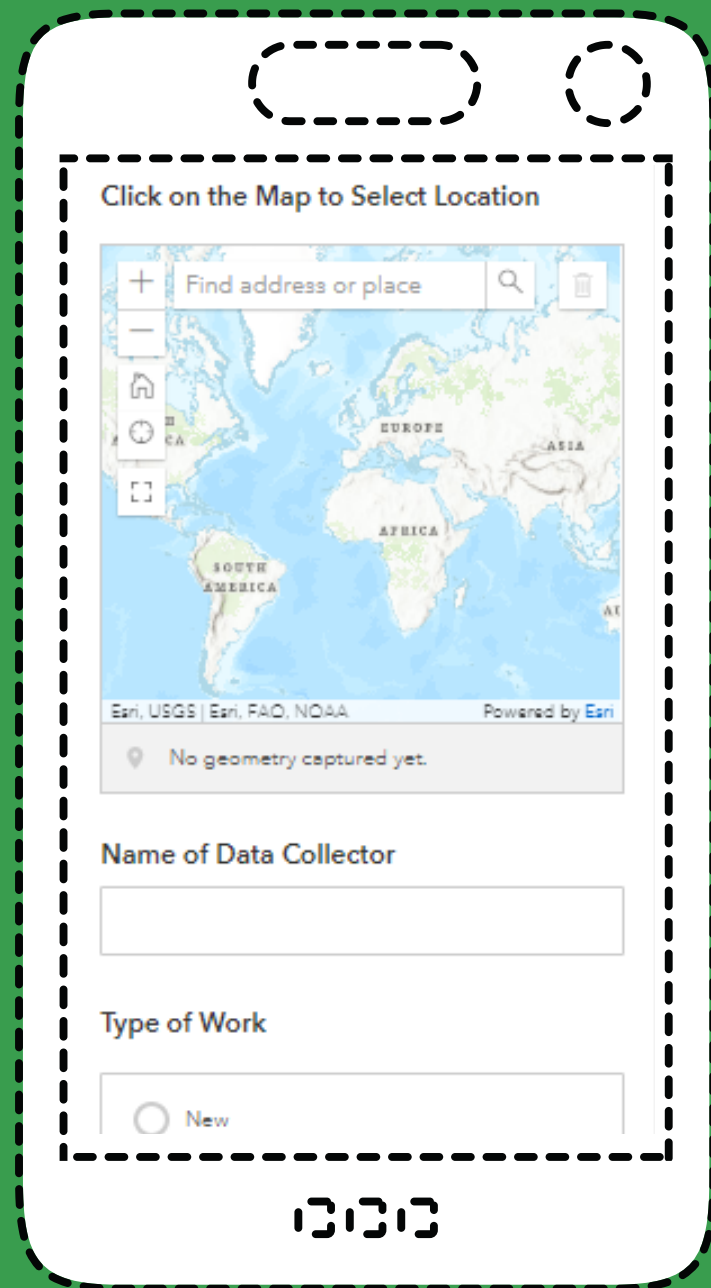 Click on the Map to Select Location
Find address or place
EUROPE
ASIA
AFRICA
SOUTH
AMERICA
Esri, USGS | Esri, FAO, NOAA Powered by Esri
No geometry captured yet.
Name of Data Collector
Type of Work
New